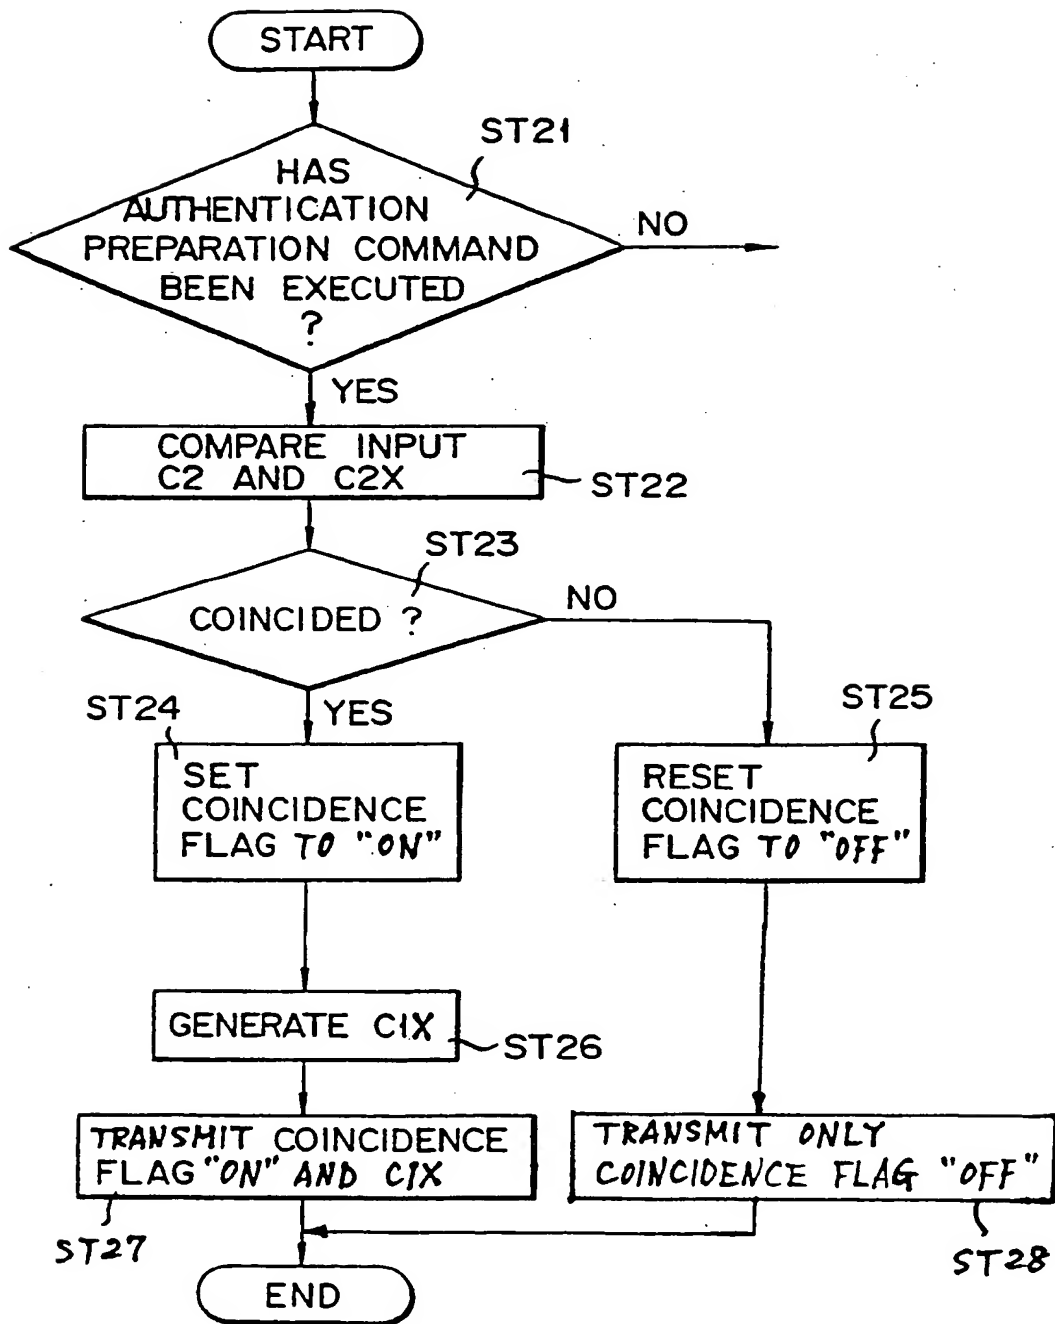 START
ST21
HAS
AUTHENTICATION
PREPARATION COMMAND
BEEN EXECUTED
?
NO
YES
COMPARE INPUT
C2 AND C2X
ST22
ST23
COINCIDED ?
NO
YES
ST24
SET
COINCIDENCE
FLAG TO "ON"
ST25
RESET
COINCIDENCE
FLAG TO "OFF"
GENERATE C1X
ST26
TRANSMIT COINCIDENCE
FLAG "ON" AND C1X
ST27
TRANSMIT ONLY
COINCIDENCE FLAG "OFF"
ST28
END